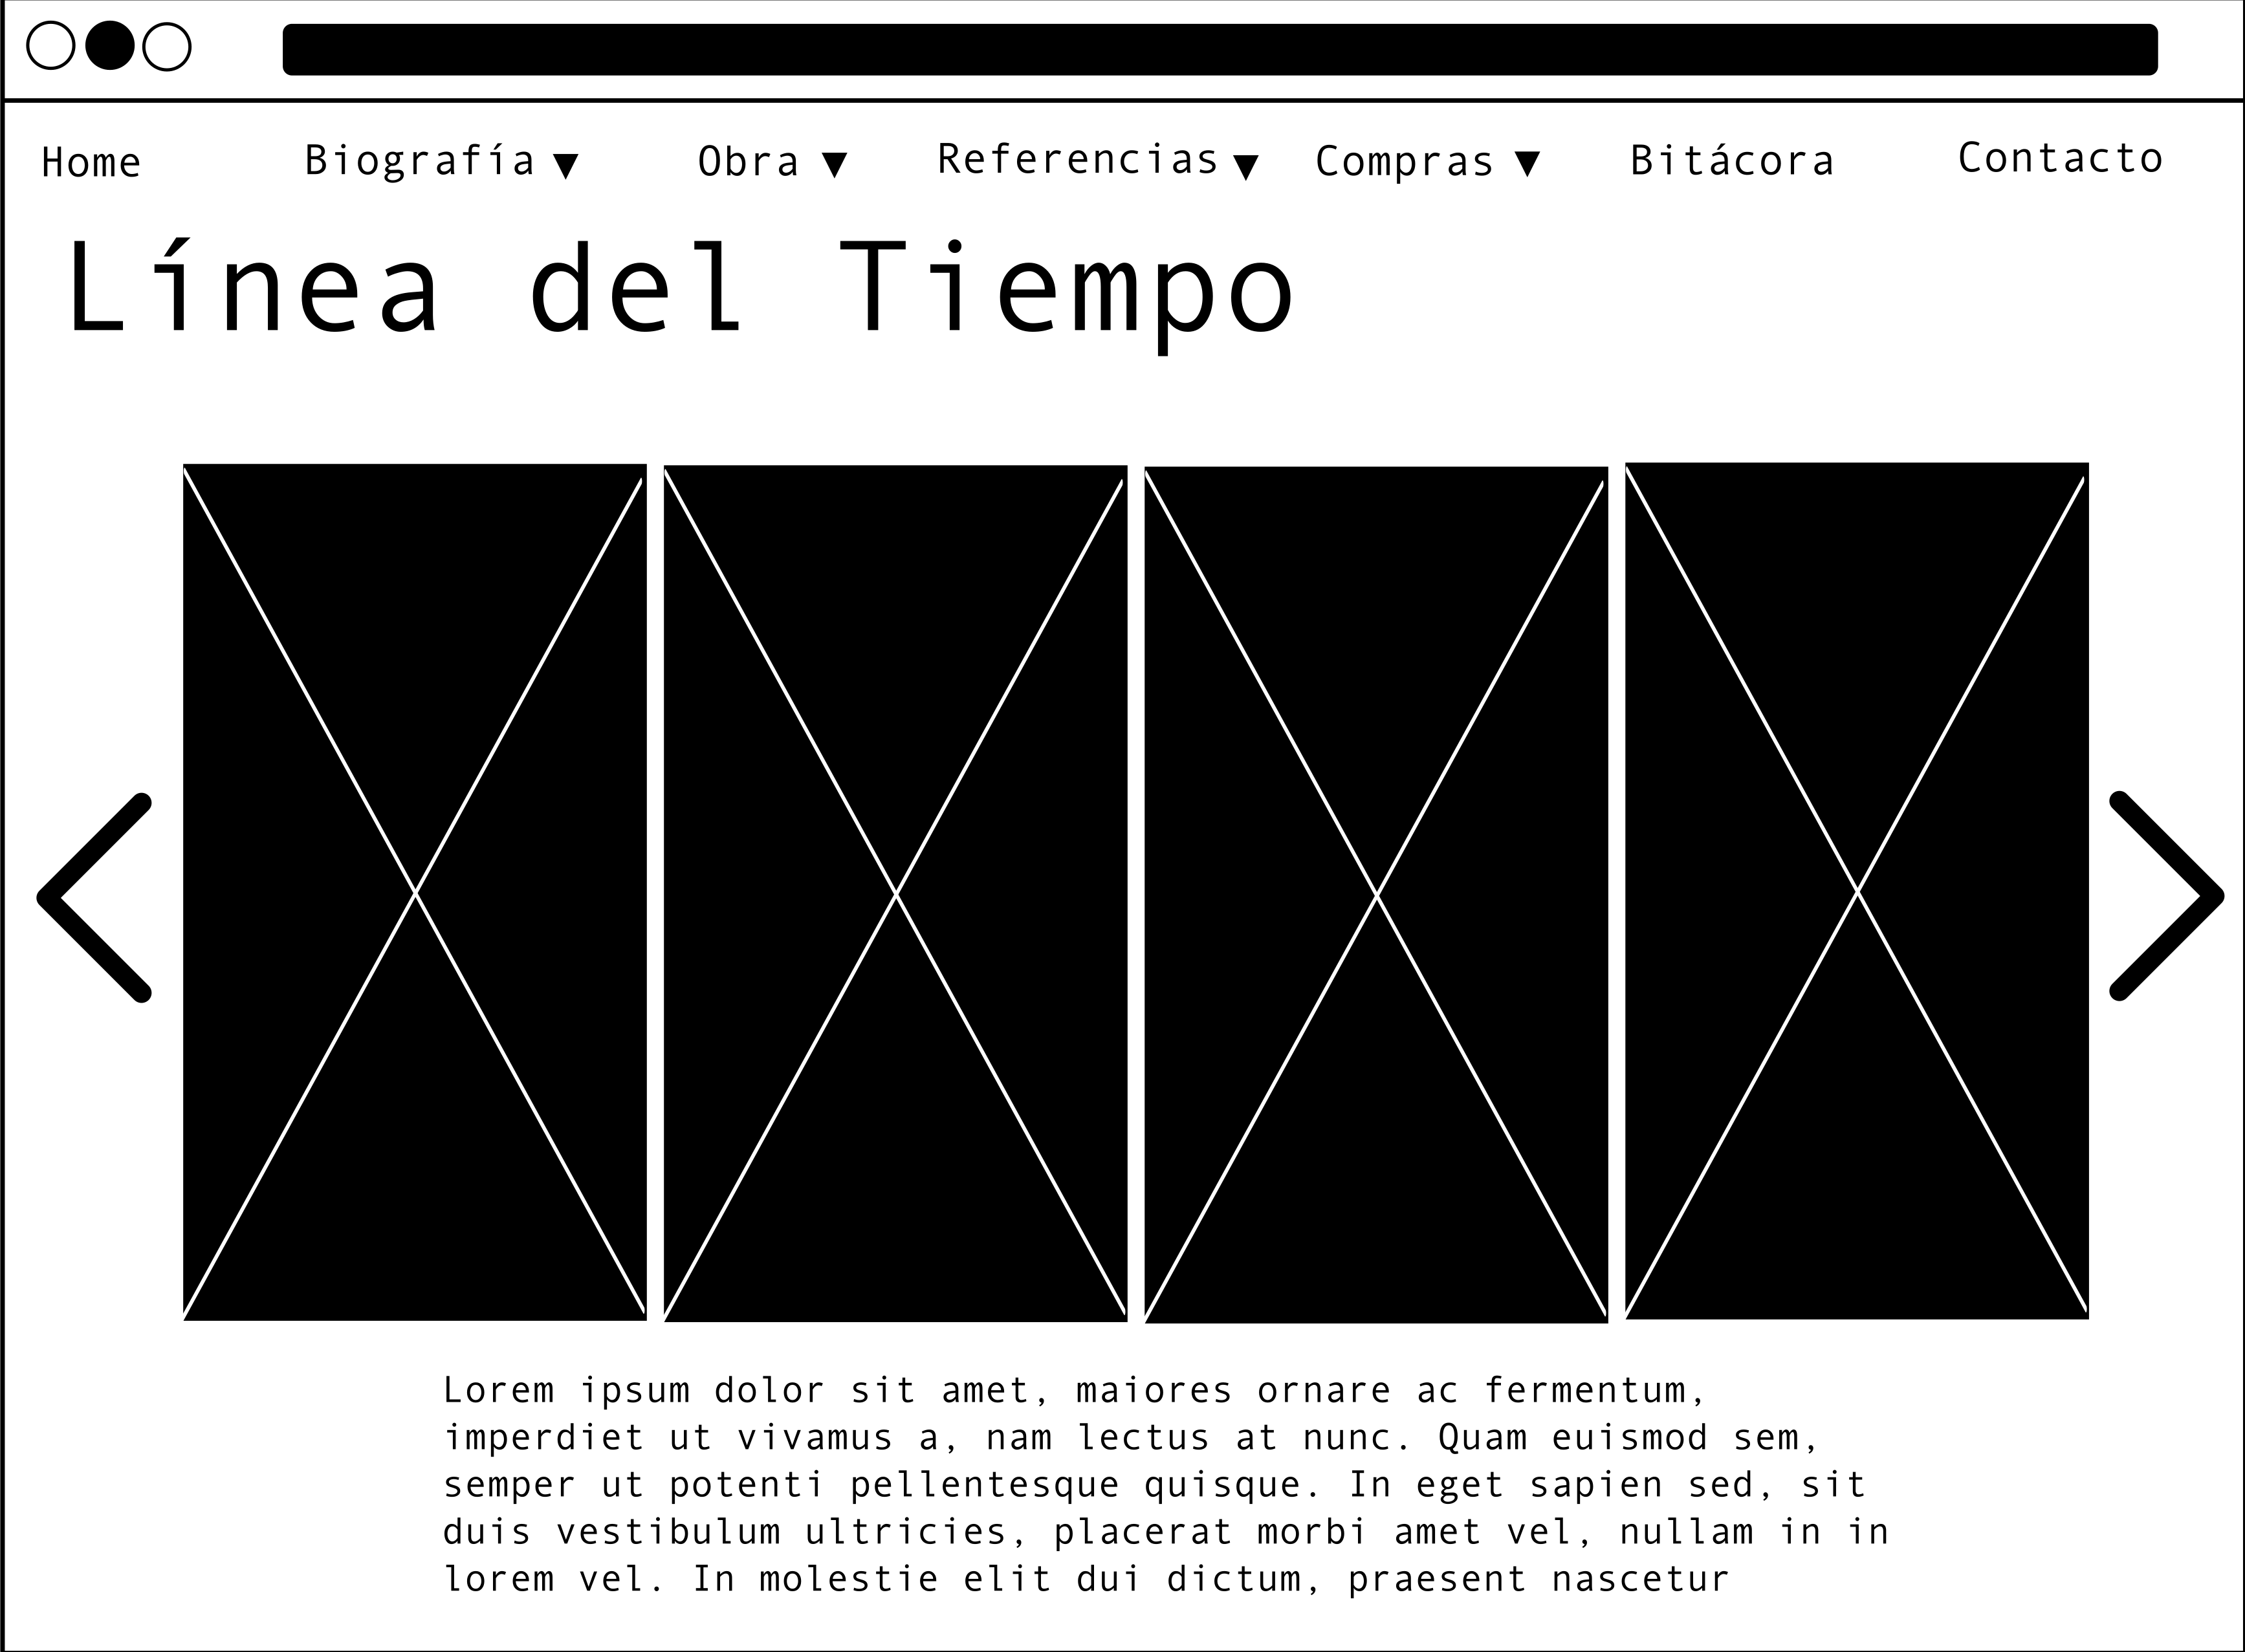 Home Biografía ▼ Obra ▼ Referencias ▼ Compras ▼ Bitácora Contacto
Línea del Tiempo
Lorem ipsum dolor sit amet, maiores ornare ac fermentum,
imperdiet ut vivamus a, nam lectus at nunc. Quam euismod sem,
semper ut potenti pellentesque quisque. In eget sapien sed, sit
duis vestibulum ultricies, placerat morbi amet vel, nullam in in
lorem vel. In molestie elit dui dictum, praesent nascetur